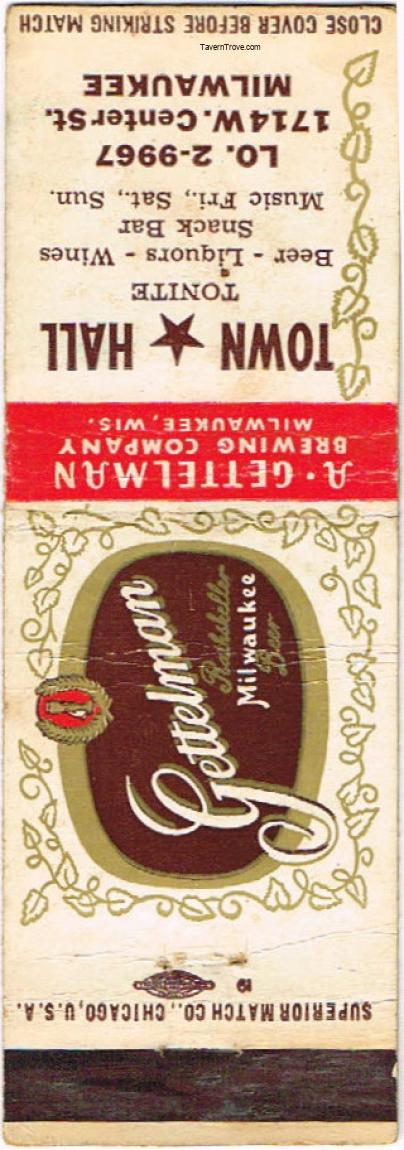 CLOSE COVER BEFORE STRIKING MATCH
TavernTrove.com
TOWN ★ HALL
TONITE
Beer - Liquors - Wines
Snack Bar
Music Fri., Sat., Sun.
LO. 2-9967
1714 W. Center St.
MILWAUKEE
A·GETTELMAN
BREWING COMPANY
MILWAUKEE, WIS.
Gettelman
Rathskeller
Milwaukee
Beer
SUPERIOR MATCH CO., CHICAGO, U.S.A.